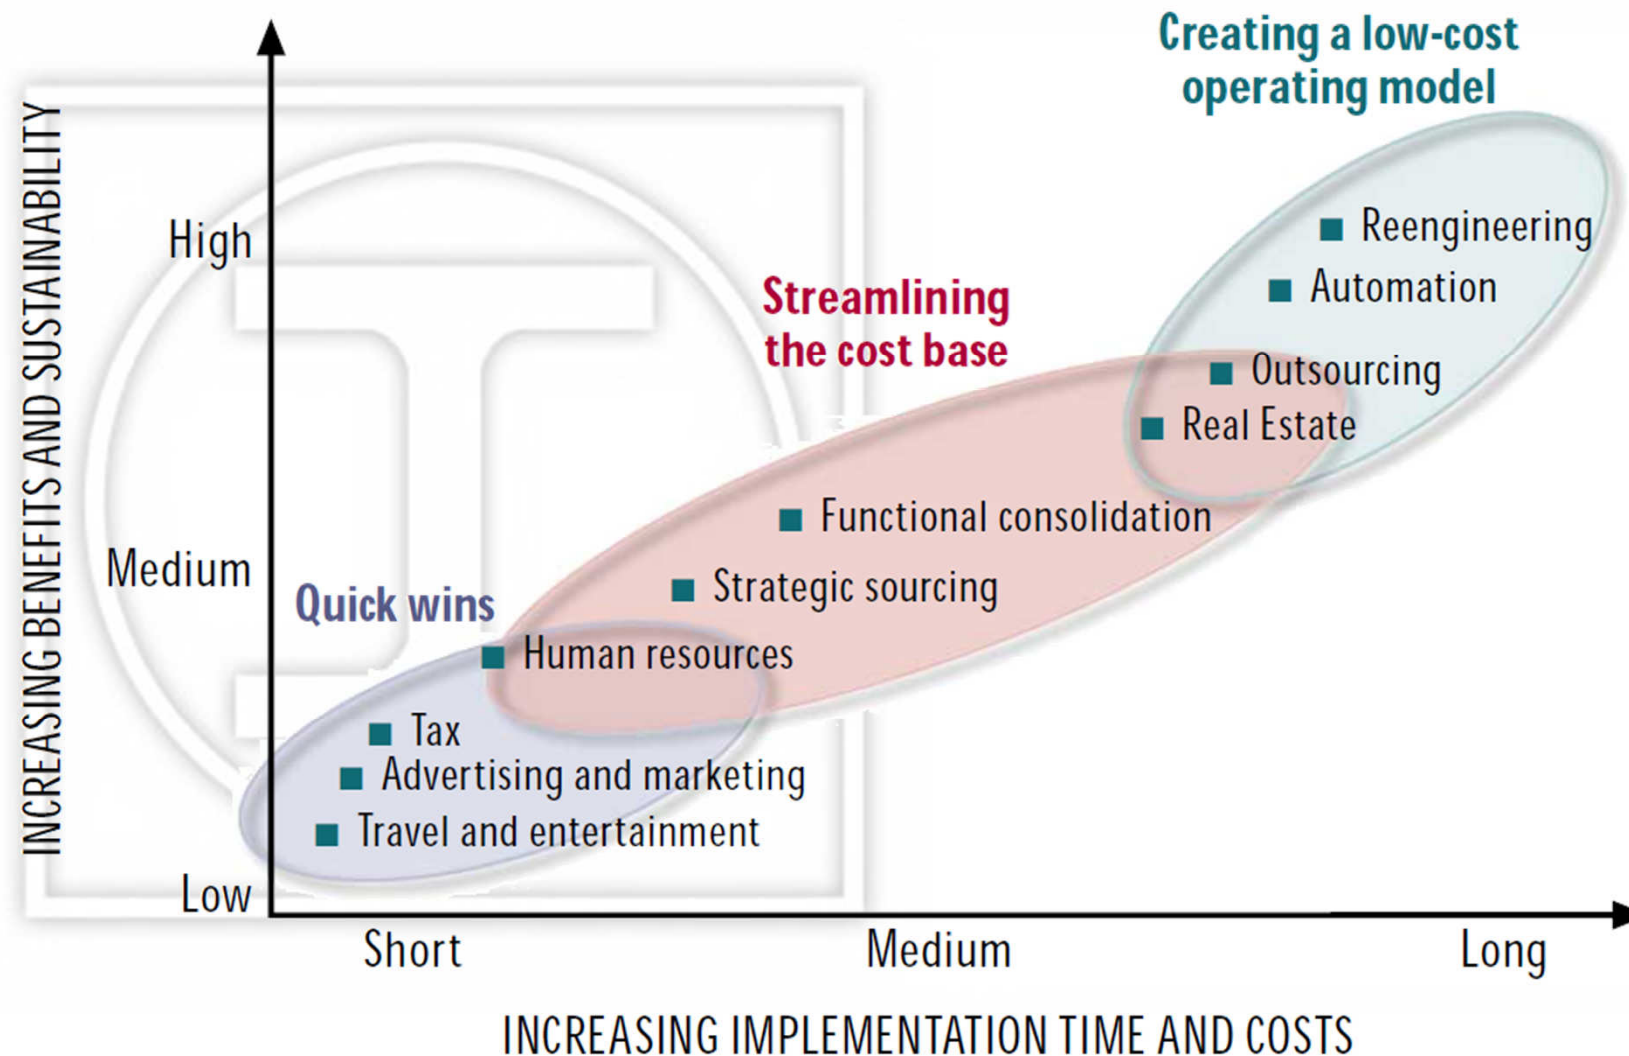 Creating a low-cost
operating model
INCREASING BENEFITS AND SUSTAINABILITY
High
Reengineering
Automation
Streamlining
the cost base
Outsourcing
Real Estate
Functional consolidation
Medium
Strategic sourcing
Quick wins
Human resources
Tax
Advertising and marketing
Travel and entertainment
Low
Short
Medium
Long
INCREASING IMPLEMENTATION TIME AND COSTS